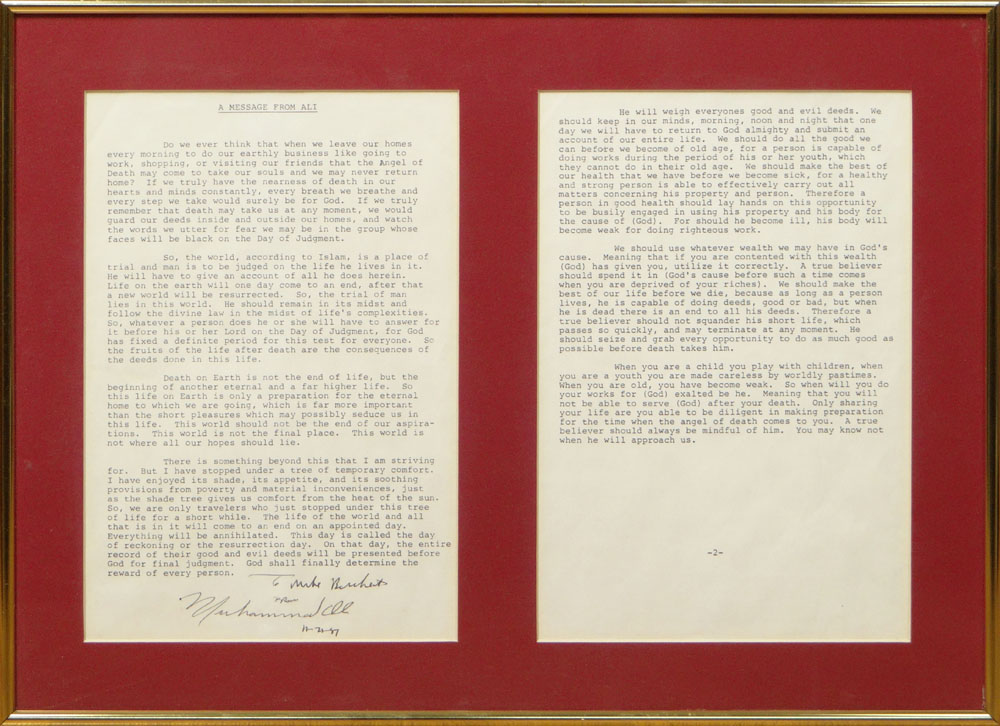 A MESSAGE FROM ALI
Do we ever think that when we leave our homes
every morning to do our earthly business like going to
work, shopping, or visiting our friends that the Angel of
Death may come to take our souls and we may never return
home? If we truly have the nearness of death in our
hearts and minds constantly, every breath we breathe and
every step we take would surely be for God. If we truly
remember that death may take us at any moment, we would
guard our deeds inside and outside our homes, and watch
the words we utter for fear we may be in the group whose
faces will be black on the Day of Judgment.
So, the world, according to Islam, is a place of
trial and man is to be judged on the life he lives in it.
He will have to give an account of all he does herein.
Life on the earth will one day come to an end, after that
a new world will be resurrected. So, the trial of man
lies in this world. He should remain in its midst and
follow the divine law in the midst of life's complexities.
So, whatever a person does he or she will have to answer for
it before his or her Lord on the Day of Judgment, for God
has fixed a definite period for this test for everyone. So
the fruits of the life after death are the consequences of
the deeds done in this life.
Death on Earth is not the end of life, but the
beginning of another eternal and a far higher life. So
this life on Earth is only a preparation for the eternal
home to which we are going, which is far more important
than the short pleasures which may possibly seduce us in
this life. This world should not be the end of our aspira-
tions. This world is not the final place. This world is
not where all our hopes should lie.
There is something beyond this that I am striving
for. But I have stopped under a tree of temporary comfort.
I have enjoyed its shade, its appetite, and its soothing
provisions from poverty and material inconveniences, just
as the shade tree gives us comfort from the heat of the sun.
So, we are only travelers who just stopped under this tree
of life for a short while. The life of the world and all
that is in it will come to an end on an appointed day.
Everything will be annihilated. This day is called the day
of reckoning or the resurrection day. On that day, the entire
record of their good and evil deeds will be presented before
God for final judgment. God shall finally determine the
reward of every person.
To Mike
Muhammad Ali
He will weigh everyones good and evil deeds. We
should keep in our minds, morning, noon and night that one
day we will have to return to God almighty and submit an
account of our entire life. We should do all the good we
can before we become of old age, for a person is capable of
doing works during the period of his or her youth, which
they cannot do in their old age. We should make the best of
our health that we have before we become sick, for a healthy
and strong person is able to effectively carry out all
matters concerning his property and person. Therefore a
person in good health should lay hands on this opportunity
to be busily engaged in using his property and his body for
the cause of (God). For should he become ill, his body will
become weak for doing righteous work.
We should use whatever wealth we may have in God's
cause. Meaning that if you are contented with this wealth
(God) has given you, utilize it correctly. A true believer
should spend it in (God's cause before such a time comes
when you are deprived of your riches). We should make the
best of our life before we die, because as long as a person
lives, he is capable of doing deeds, good or bad, but when
he is dead there is an end to all his deeds. Therefore a
true believer should not squander his short life, which
passes so quickly, and may terminate at any moment. He
should seize and grab every opportunity to do as much good as
possible before death takes him.
When you are a child you play with children, when
you are a youth you are made careless by worldly pastimes.
When you are old, you have become weak. So when will you do
your works for (God) exalted be he. Meaning that you will
not be able to serve (God) after your death. Only sharing
your life are you able to be diligent in making preparation
for the time when the angel of death comes to you. A true
believer should always be mindful of him. You may know not
when he will approach us.
-2-